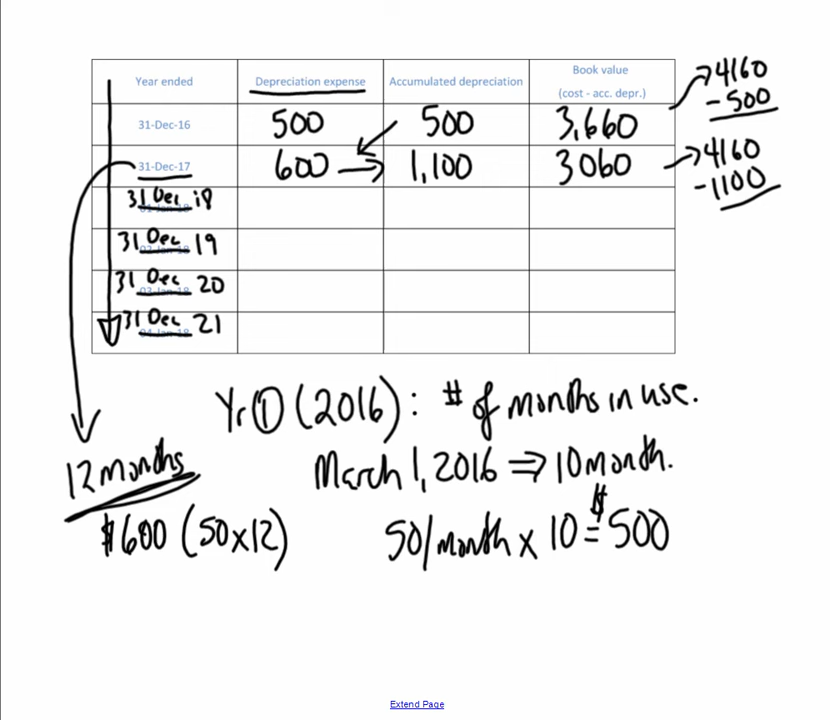 Year ended Depreciation expense Accumulated depreciation Book value (cost - acc. depr.) 4160
- 500
31-Dec-16 500 500 3,660
31-Dec-17 600 1,100 3060 4160
- 1100
31 Dec 18
31 Dec 19
31 Dec 20
31 Dec 21
Yr ① (2016) : # of months in use.
12 months March 1, 2016 ⇒ 10 month.
$600 (50x12) 50/month x 10 = $500
Extend Page